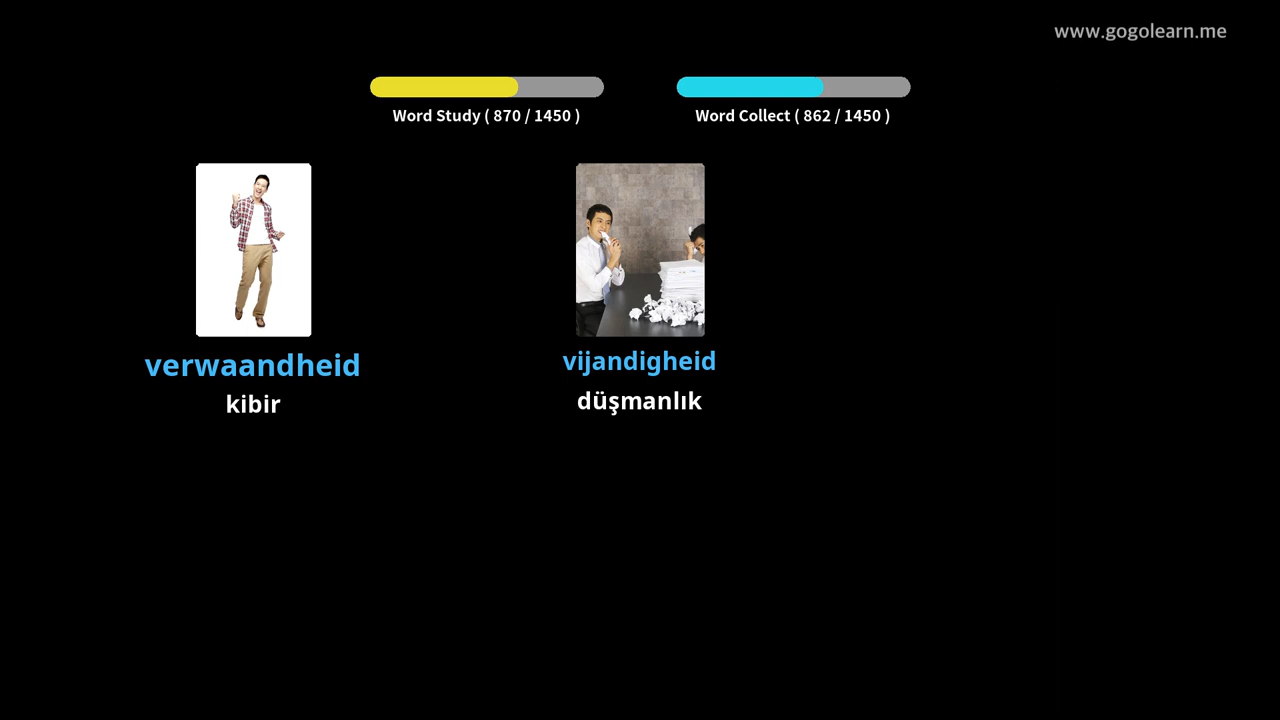 www.gogolearn.me
Word Study ( 870 / 1450 )
Word Collect ( 862 / 1450 )
verwaandheid
kibir
vijandigheid
düşmanlık